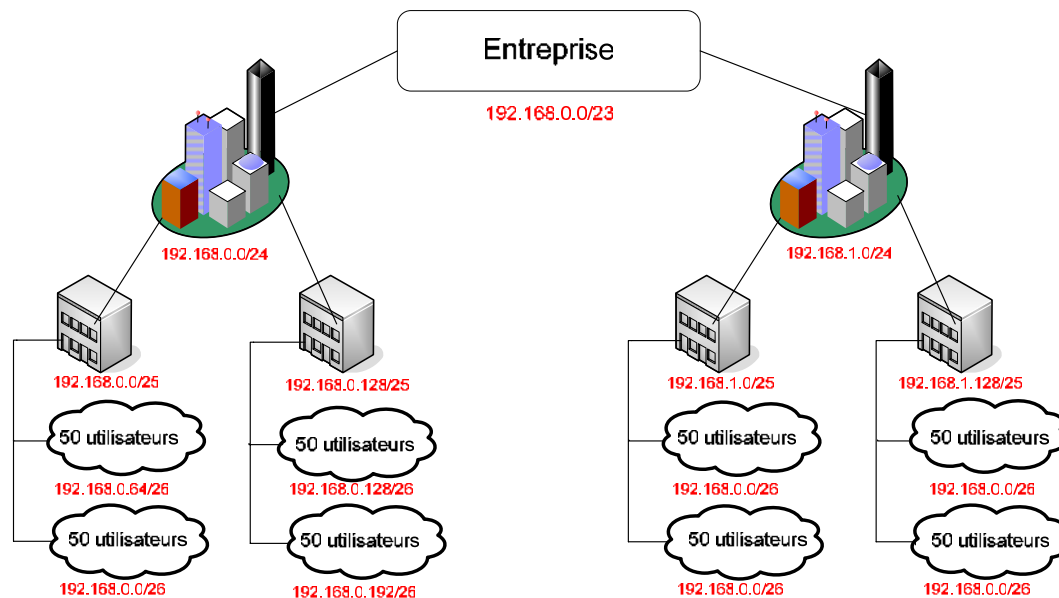 Entreprise
192.168.0.0/23
192.168.0.0/24
192.168.1.0/24
192.168.0.0/25
192.168.0.128/25
192.168.1.0/25
192.168.1.128/25
50 utilisateurs
50 utilisateurs
50 utilisateurs
50 utilisateurs
192.168.0.64/26
192.168.0.128/26
192.168.0.0/26
192.168.0.0/26
50 utilisateurs
50 utilisateurs
50 utilisateurs
50 utilisateurs
192.168.0.0/26
192.168.0.192/26
192.168.0.0/26
192.168.0.0/26